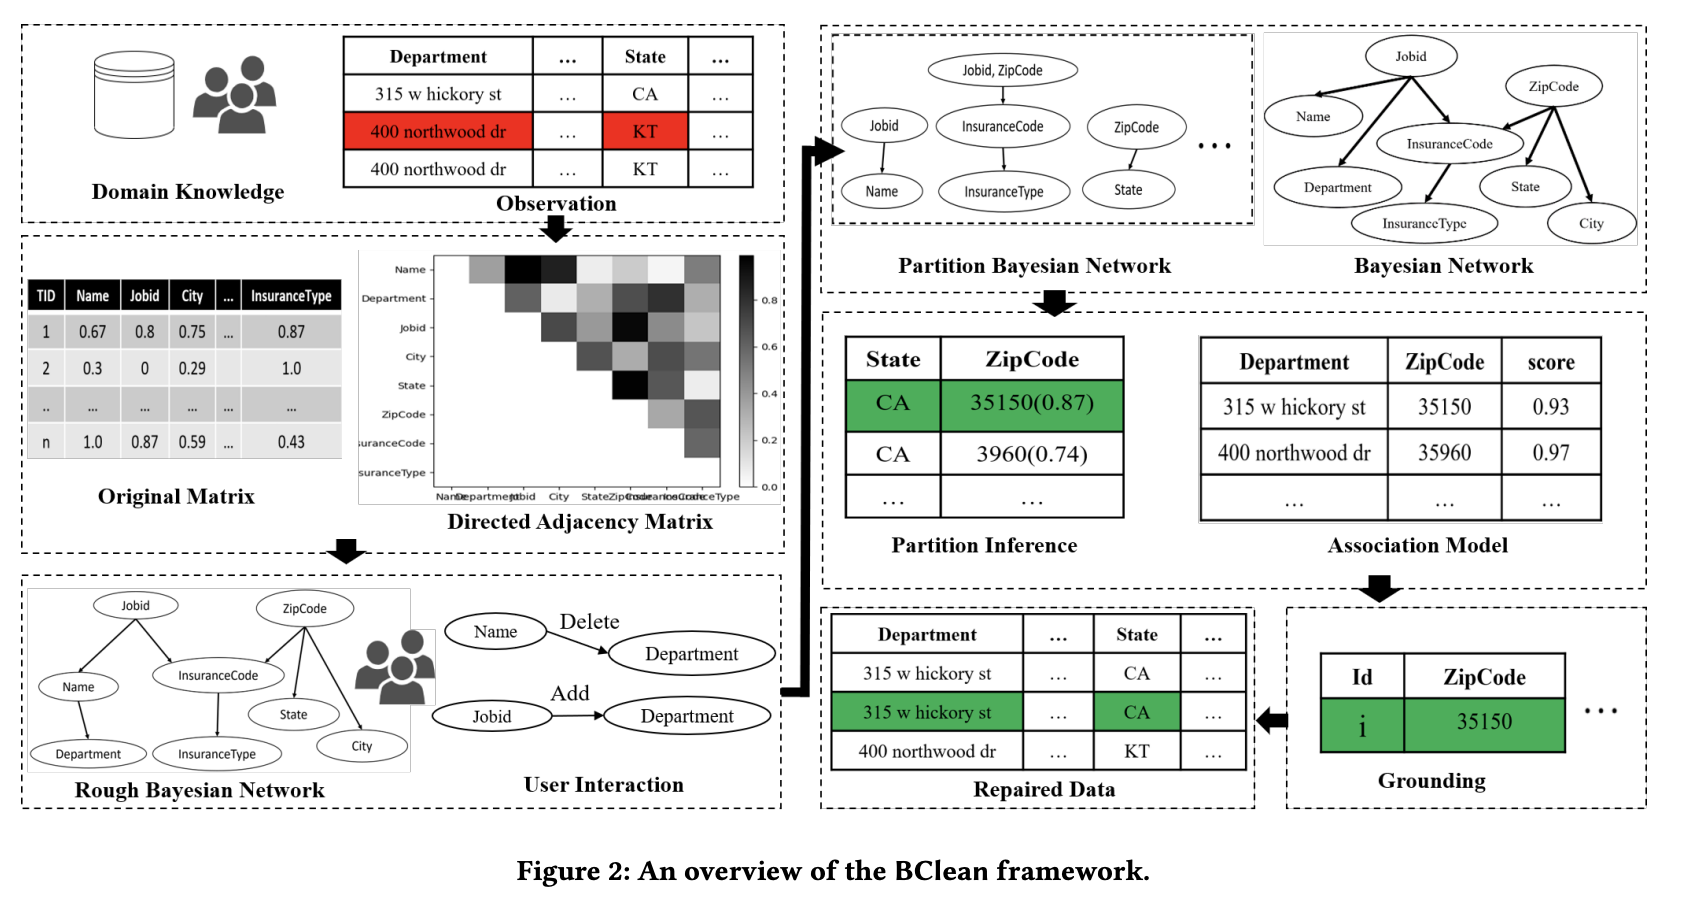 Department … State …
315 w hickory st … CA …
400 northwood dr … KT …
400 northwood dr … KT …
Domain Knowledge
Observation
TID Name Jobid City ... InsuranceType
1 0.67 0.8 0.75 ... 0.87
2 0.3 0 0.29 1.0
.. ... ... ... ... ...
n 1.0 0.87 0.59 ... 0.43
Original Matrix
Name
Department
Jobid
City
State
ZipCode
suranceCode
suranceType
0.8
0.6
0.4
0.2
0.0
City
State
Directed Adjacency Matrix
Jobid
ZipCode
Name
InsuranceCode
State
Department
InsuranceType
City
Rough Bayesian Network
Name
Delete
Department
Jobid
Add
Department
User Interaction
Jobid, ZipCode
Jobid
InsuranceCode
ZipCode
Name
InsuranceType
State
...
Partition Bayesian Network
Jobid
ZipCode
Name
InsuranceCode
Department
State
InsuranceType
City
Bayesian Network
State ZipCode
CA 35150(0.87)
CA 3960(0.74)
… …
Partition Inference
Department ZipCode score
315 w hickory st 35150 0.93
400 northwood dr 35960 0.97
… … …
Association Model
Department … State …
315 w hickory st … CA …
315 w hickory st … CA …
400 northwood dr … KT …
Repaired Data
Id ZipCode
i 35150
...
Grounding
Figure 2: An overview of the BClean framework.